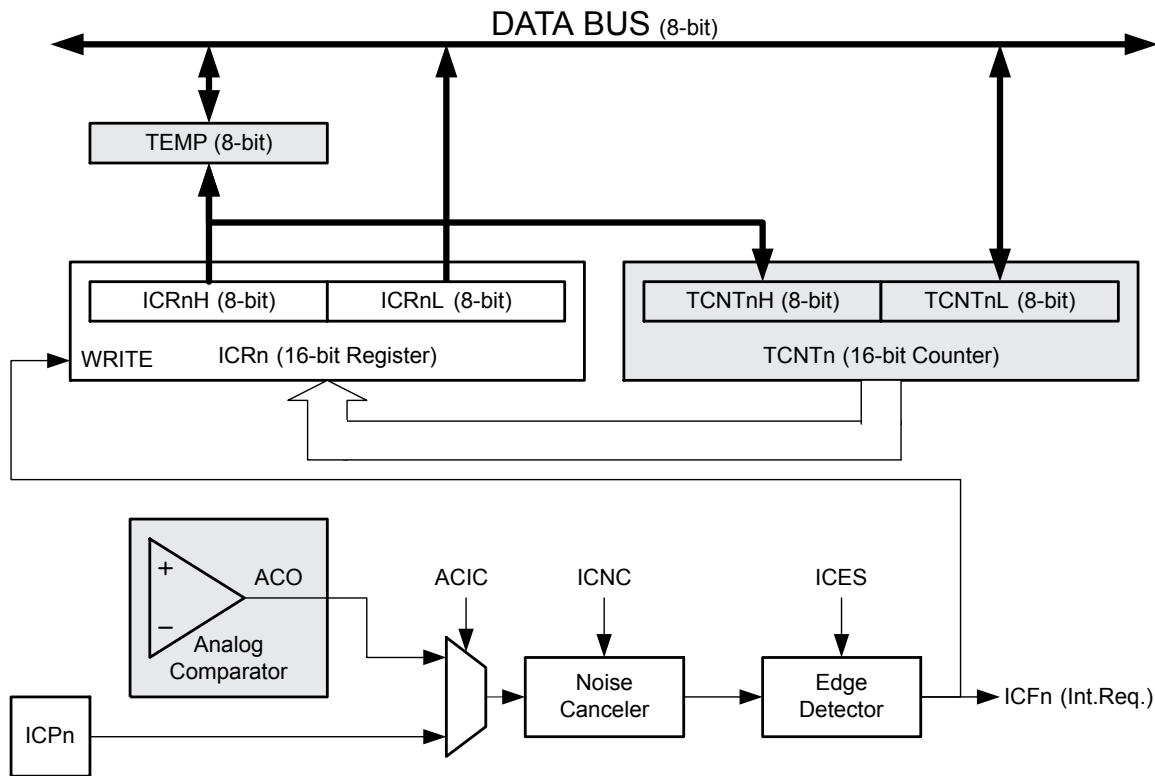 DATA BUS (8-bit)
TEMP (8-bit)
ICRnH (8-bit)
ICRnL (8-bit)
TCNTnH (8-bit)
TCNTnL (8-bit)
WRITE
ICRn (16-bit Register)
TCNTn (16-bit Counter)
+
−
ACO
Analog
Comparator
ACIC
ICNC
ICES
Noise
Canceler
Edge
Detector
ICFn (Int.Req.)
ICPn